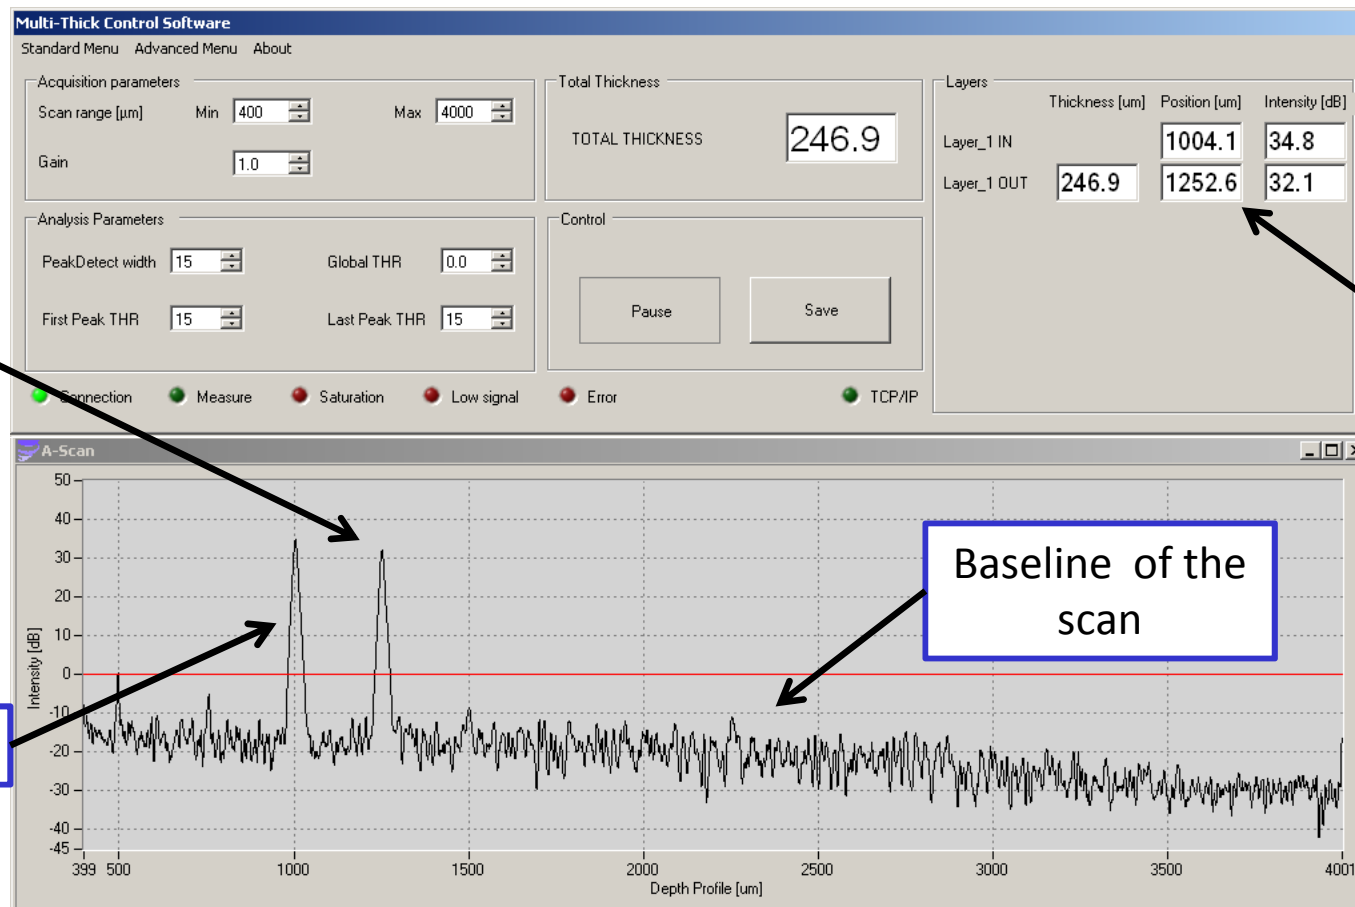 Multi-Thick Control Software
Standard Menu Advanced Menu About
Acquisition parameters
Scan range [µm] Min 400 Max 4000
Gain 1.0
Total Thickness
TOTAL THICKNESS 246.9
Layers
Thickness [um] Position [um] Intensity [dB]
Layer_1 IN 1004.1 34.8
Layer_1 OUT 246.9 1252.6 32.1
Analysis Parameters
PeakDetect width 15 Global THR 0.0
First Peak THR 15 Last Peak THR 15
Control
Pause Save
Connection Measure Saturation Low signal Error TCP/IP
A-Scan
Intensity [dB]
50
40
30
20
10
0
-10
-20
-30
-40
-45
Baseline of the
scan
399 500 1000 1500 2000 2500 3000 3500 4001
Depth Profile [um]